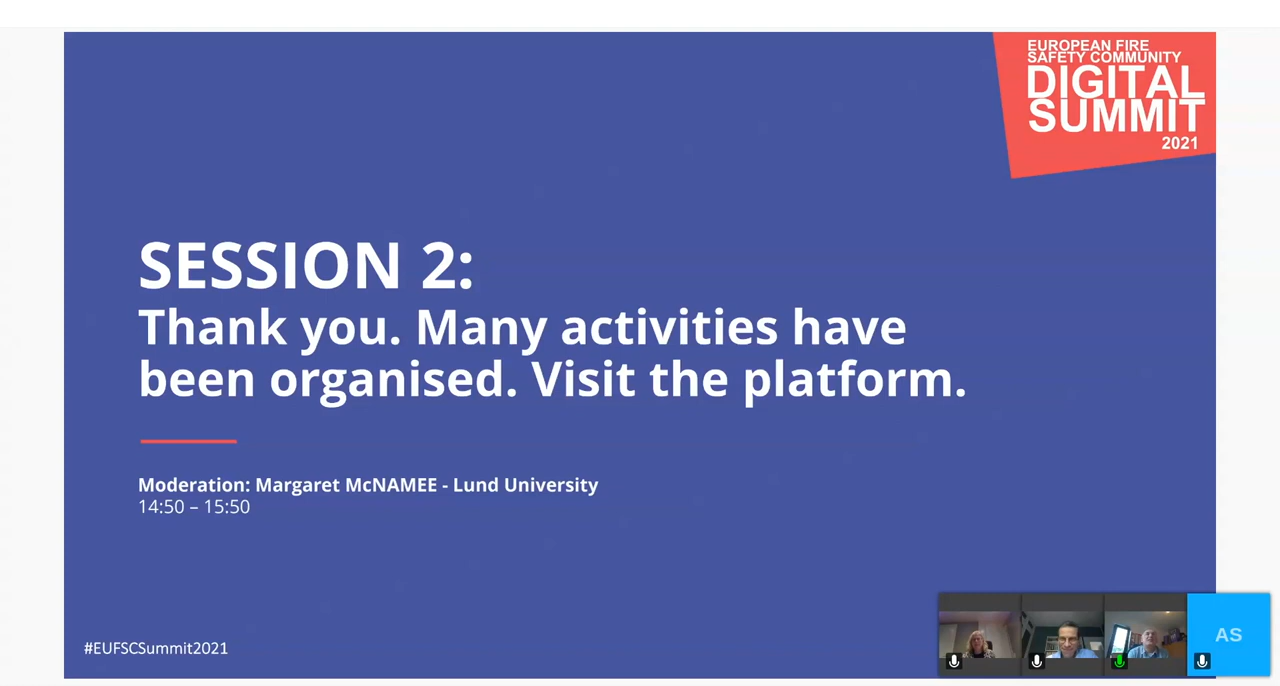 EUROPEAN FIRE
SAFETY COMMUNITY
DIGITAL
SUMMIT
2021
SESSION 2:
Thank you. Many activities have
been organised. Visit the platform.
Moderation: Margaret McNAMEE - Lund University
14:50 – 15:50
#EUFSCSummit2021
AS